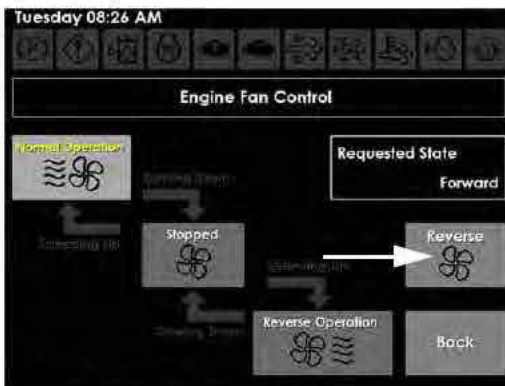 Tuesday 08:26 AM
Engine Fan Control
Normal Operation
Requested State
Forward
Stopped
Reverse
Reverse Operation
Back